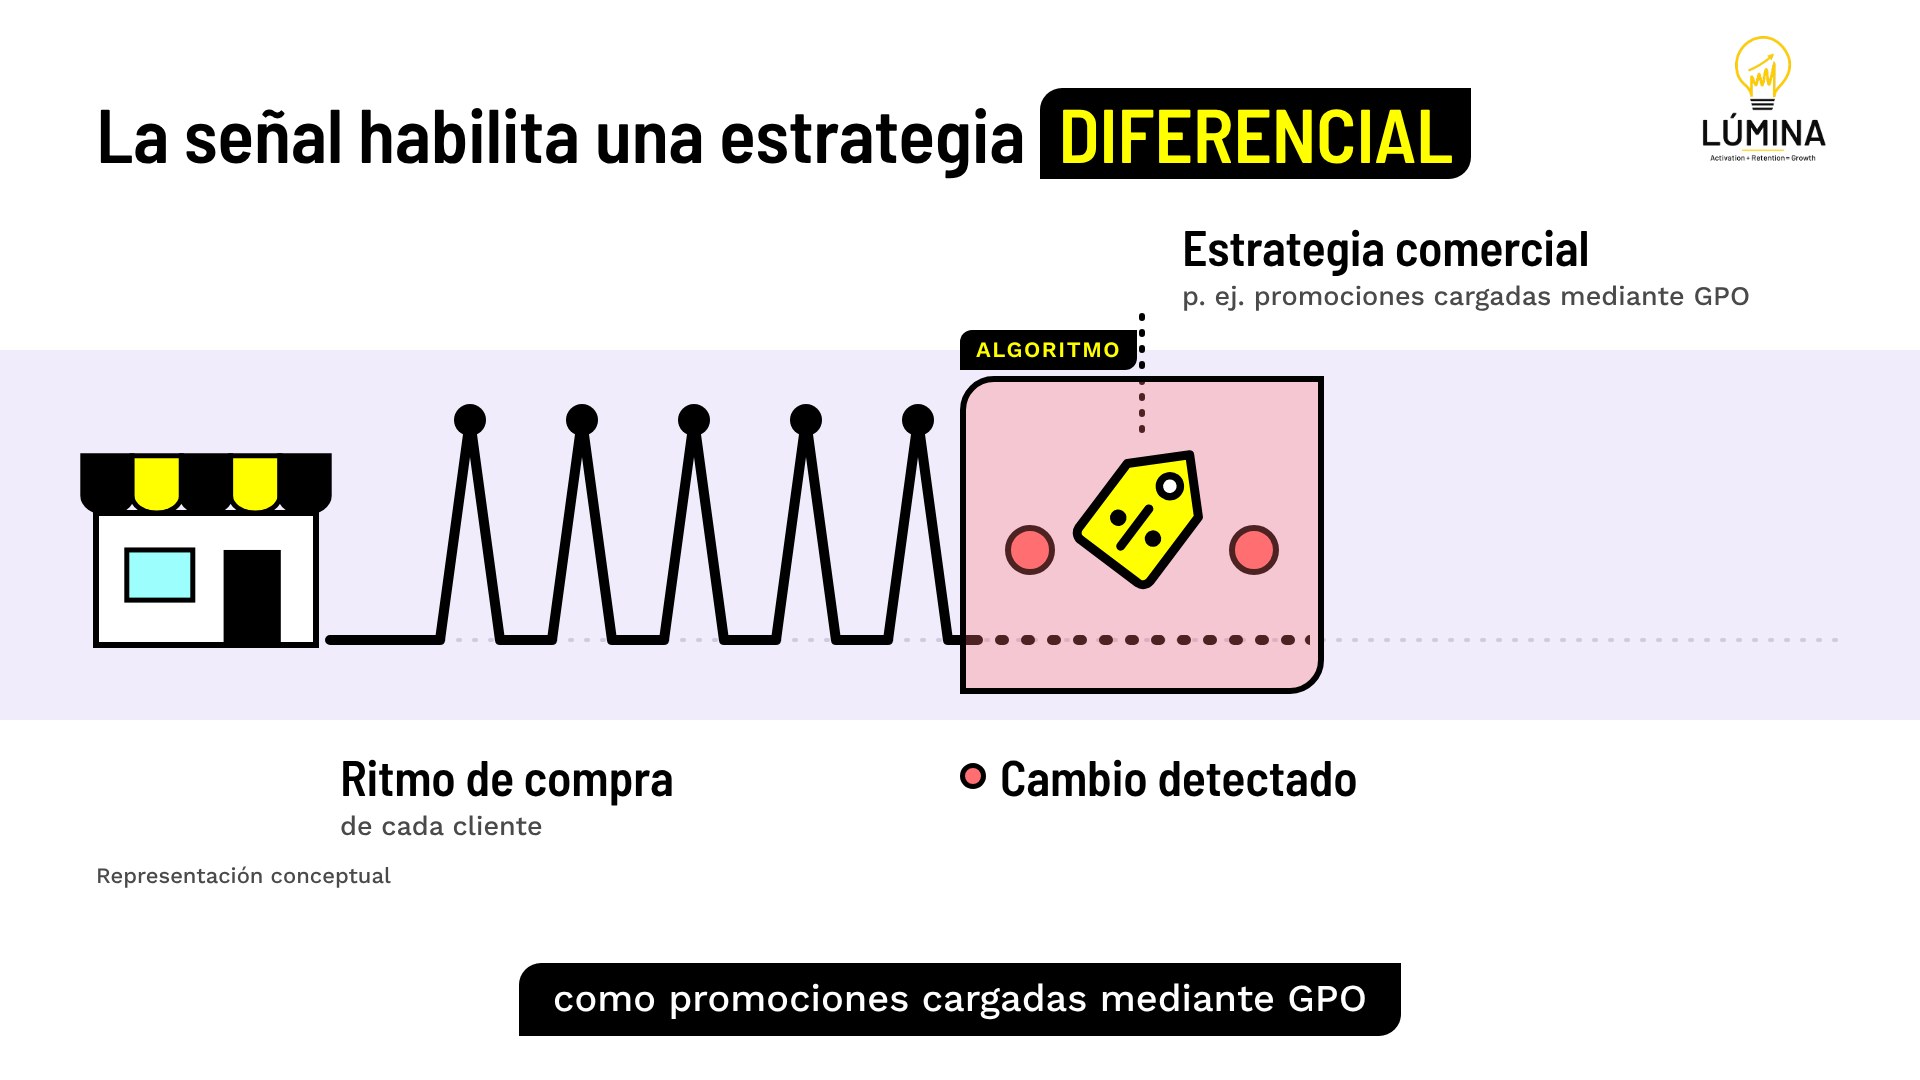 La señal habilita una estrategia DIFERENCIAL
LÚMINA
Activation + Retention = Growth
Estrategia comercial
p. ej. promociones cargadas mediante GPO
ALGORITMO
%
Ritmo de compra
de cada cliente
Cambio detectado
Representación conceptual
como promociones cargadas mediante GPO